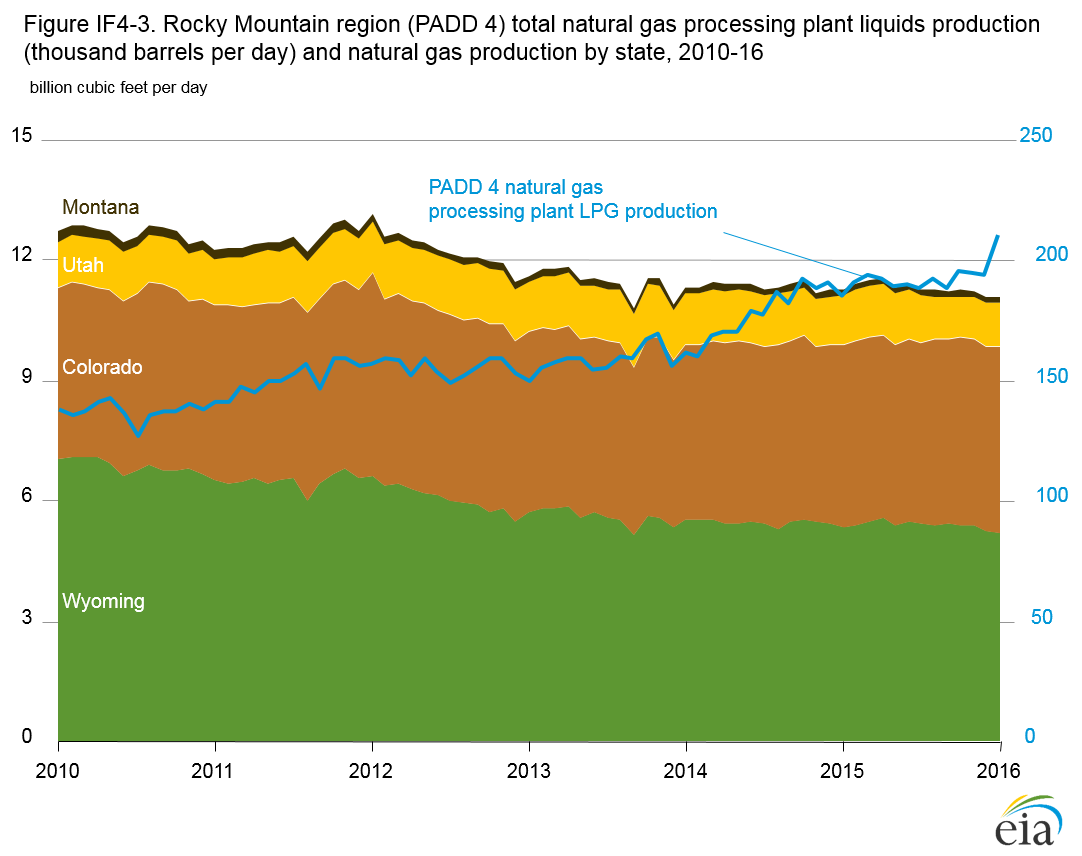 Figure IF4-3. Rocky Mountain region (PADD 4) total natural gas processing plant liquids production
(thousand barrels per day) and natural gas production by state, 2010-16
billion cubic feet per day
15
250
PADD 4 natural gas
processing plant LPG production
Montana
12
200
Utah
Colorado
9
150
6
100
Wyoming
3
50
0
0
2010
2011
2012
2013
2014
2015
2016
eia